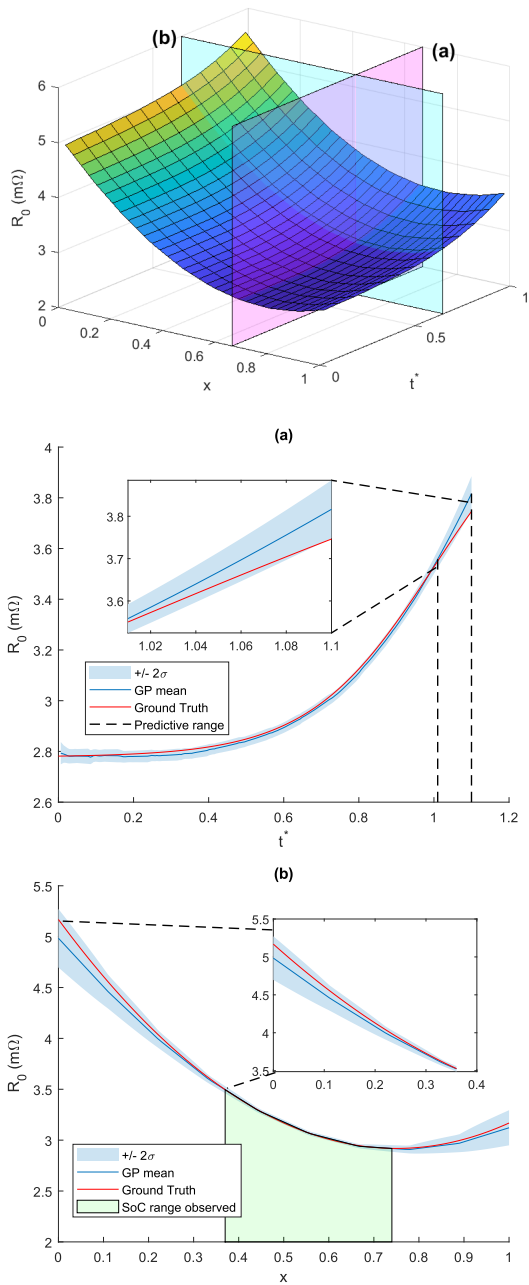 (b)
(a)
6
5
4
3
2
R0 (mΩ)
0
0.2
0.4
0.6
0.8
1
x
0
0.5
1
t*
(a)
4
3.8
3.6
3.4
3.2
3
2.8
2.6
R0 (mΩ)
3.8
3.7
3.6
1.02 1.04 1.06 1.08 1.1
+/- 2σ
GP mean
Ground Truth
Predictive range
0 0.2 0.4 0.6 0.8 1 1.2
t*
(b)
5.5
5
4.5
4
3.5
3
2.5
2
R0 (mΩ)
5.5
5
4.5
4
3.5
0 0.1 0.2 0.3 0.4
+/- 2σ
GP mean
Ground Truth
SoC range observed
0 0.1 0.2 0.3 0.4 0.5 0.6 0.7 0.8 0.9 1
x